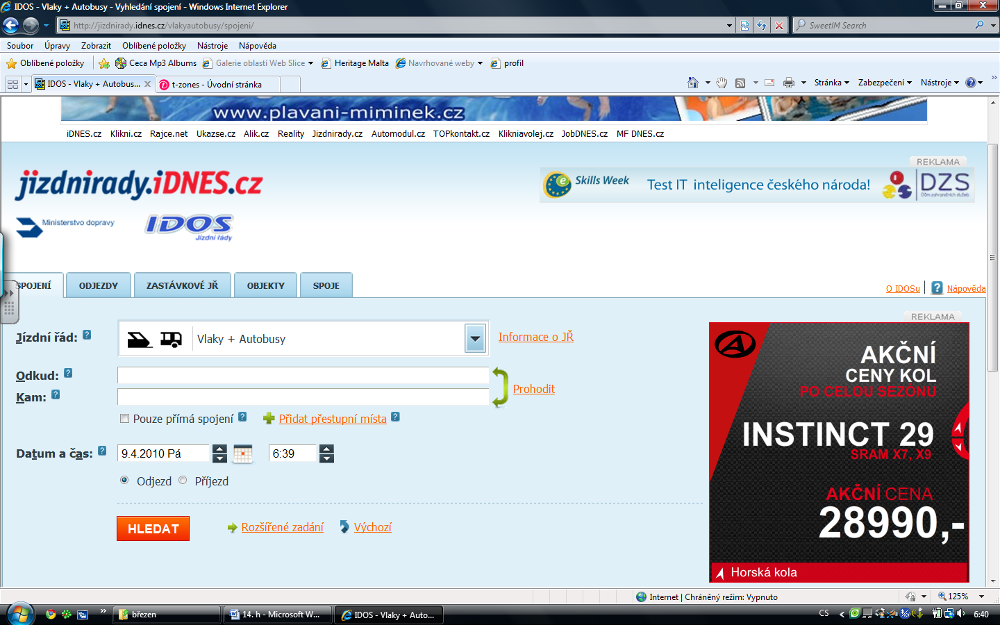 IDOS - Vlaky + Autobusy - Vyhledání spojení - Windows Internet Explorer
http://jizdnirady.idnes.cz/vlakyautobusy/spojeni/
SweetIM Search
Soubor Úpravy Zobrazit Oblíbené položky Nástroje Nápověda
Oblíbené položky Ceca Mp3 Albums Galerie oblastí Web Slice Heritage Malta Navrhované weby profil
IDOS - Vlaky + Autobus... t-zones - Úvodní stránka Stránka Zabezpečení Nástroje
www.plavani-miminek.cz
iDNES.cz Klikni.cz Rajce.net Ukazse.cz Alik.cz Reality Jizdnirady.cz Automodul.cz TOPkontakt.cz Klikniavolej.cz JobDNES.cz MF DNES.cz
REKLAMA
jizdnirady.iDNES.cz
e Skills Week Test IT inteligence českého národa! DZS
Dům zahraničních služeb
Ministerstvo dopravy IDOS
Jízdní řády
SPOJENÍ ODJEZDY ZASTÁVKOVÉ JŘ OBJEKTY SPOJE
O IDOSu Nápověda
REKLAMA
Jízdní řád: ? Vlaky + Autobusy Informace o JŘ
Odkud: ?
Kam: ?
Prohodit
Pouze přímá spojení ? Přidat přestupní místa ?
Datum a čas: ? 9.4.2010 Pá 6:39
Odjezd Příjezd
HLEDAT Rozšířené zadání Výchozí
AKČNÍ
CENY KOL
PO CELOU SEZÓNU
INSTINCT 29
SRAM X7, X9
AKČNÍ CENA
28990,-
Horská kola
Internet | Chráněný režim: Vypnuto 125%
březen 14. h - Microsoft W... IDOS - Vlaky + Auto... CS 6:40